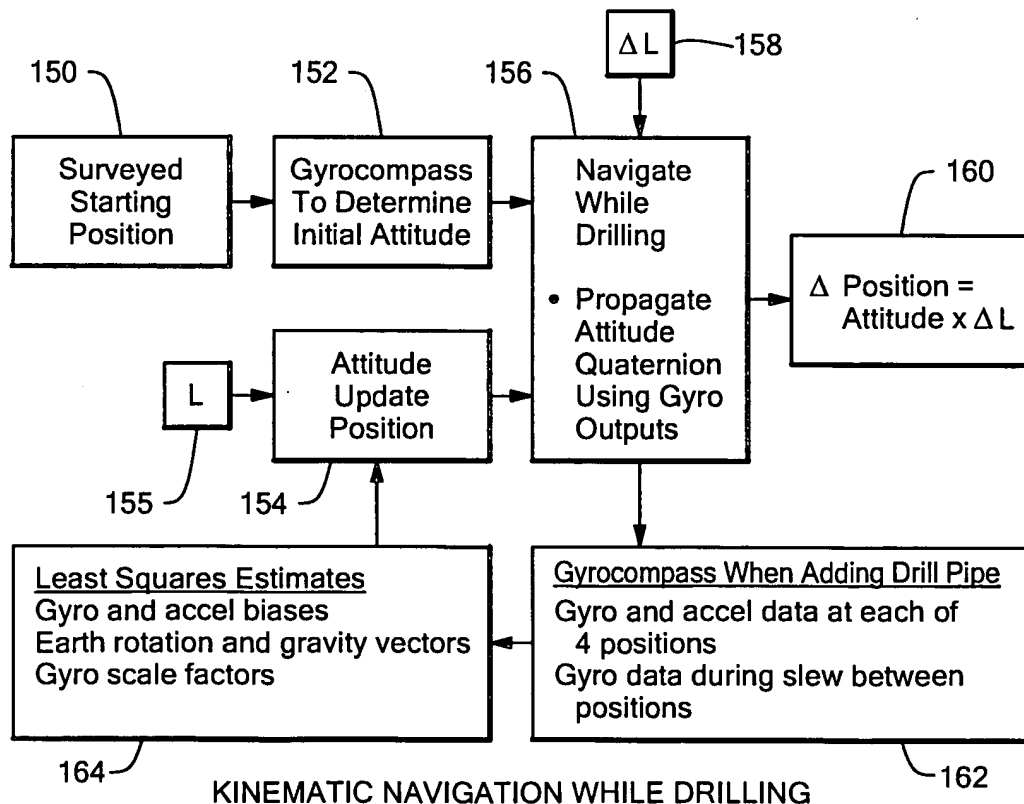 ΔL
158
150
152
156
Surveyed
Starting
Position
Gyrocompass
To Determine
Initial Attitude
Navigate
While
Drilling
• Propagate
Attitude
Quaternion
Using Gyro
Outputs
160
Δ Position =
Attitude x ΔL
L
155
Attitude
Update
Position
154
Least Squares Estimates
Gyro and accel biases
Earth rotation and gravity vectors
Gyro scale factors
164
Gyrocompass When Adding Drill Pipe
Gyro and accel data at each of
4 positions
Gyro data during slew between
positions
162
KINEMATIC NAVIGATION WHILE DRILLING